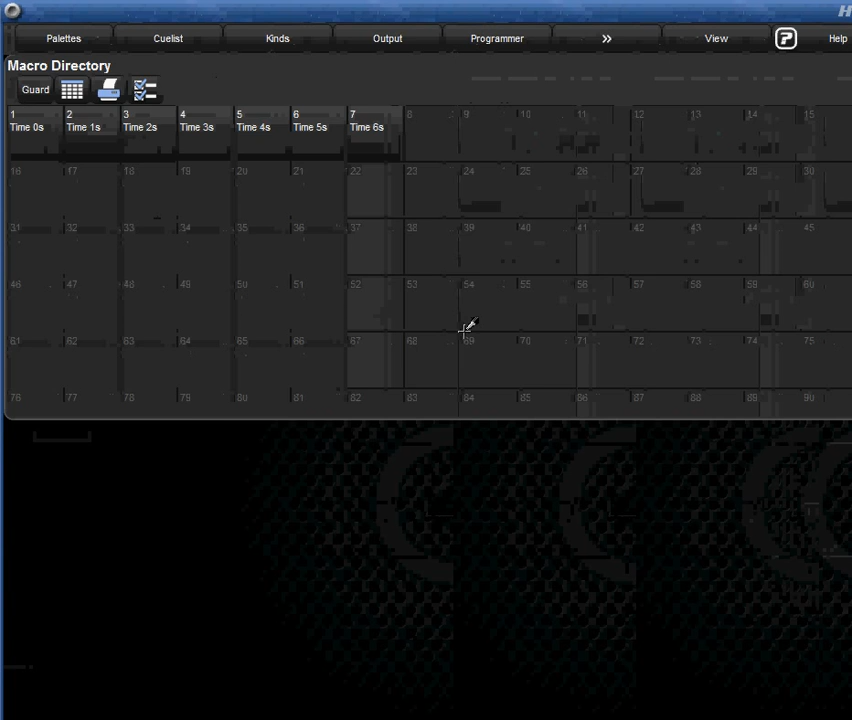 H
Palettes Cuelist Kinds Output Programmer » View Help
Macro Directory
Guard
1 2 3 4 5 6 7 8 9 10 11 12 13 14 15
Time 0s Time 1s Time 2s Time 3s Time 4s Time 5s Time 6s
16 17 18 19 20 21 22 23 24 25 26 27 28 29 30
31 32 33 34 35 36 37 38 39 40 41 42 43 44 45
46 47 48 49 50 51 52 53 54 55 56 57 58 59 60
61 62 63 64 65 66 67 68 69 70 71 72 73 74 75
76 77 78 79 80 81 82 83 84 85 86 87 88 89 90